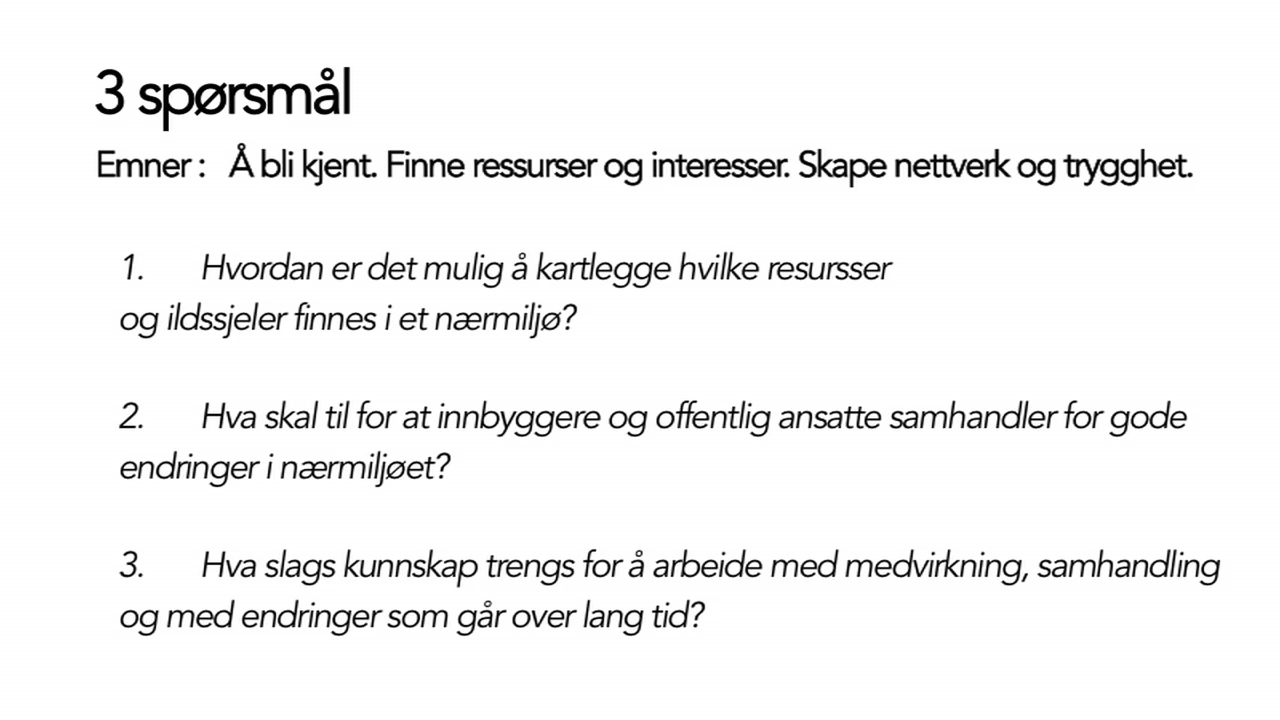 3 spørsmål
Emner : Å bli kjent. Finne ressurser og interesser. Skape nettverk og trygghet.
1. Hvordan er det mulig å kartlegge hvilke resursser
og ildssjeler finnes i et nærmiljø?
2. Hva skal til for at innbyggere og offentlig ansatte samhandler for gode
endringer i nærmiljøet?
3. Hva slags kunnskap trengs for å arbeide med medvirkning, samhandling
og med endringer som går over lang tid?